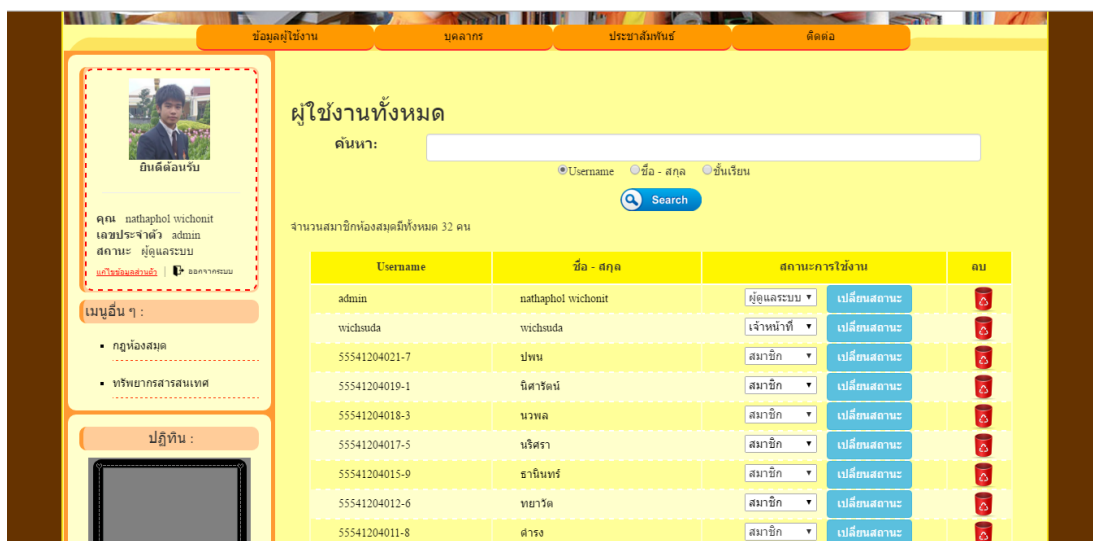 ข้อมูลผู้ใช้งาน บุคลากร ประชาสัมพันธ์ ติดต่อ
ยินดีต้อนรับ
คุณ nathaphol wichonit
เลขประจำตัว admin
สถานะ ผู้ดูแลระบบ
แก้ไขข้อมูลส่วนตัว | ออกจากระบบ
เมนูอื่น ๆ :
กฎห้องสมุด
ทรัพยากรสารสนเทศ
ปฏิทิน :
ผู้ใช้งานทั้งหมด
ค้นหา:
Username ชื่อ - สกุล ชั้นเรียน
Search
จำนวนสมาชิกห้องสมุดมีทั้งหมด 32 คน
Username ชื่อ - สกุล สถานะการใช้งาน ลบ
admin nathaphol wichonit ผู้ดูแลระบบ เปลี่ยนสถานะ
wichsuda wichsuda เจ้าหน้าที่ เปลี่ยนสถานะ
55541204021-7 ปพน สมาชิก เปลี่ยนสถานะ
55541204019-1 นิศารัตน์ สมาชิก เปลี่ยนสถานะ
55541204018-3 นวพล สมาชิก เปลี่ยนสถานะ
55541204017-5 นริศรา สมาชิก เปลี่ยนสถานะ
55541204015-9 ธานินทร์ สมาชิก เปลี่ยนสถานะ
55541204012-6 ทยาวัต สมาชิก เปลี่ยนสถานะ
55541204011-8 ดำรง สมาชิก เปลี่ยนสถานะ